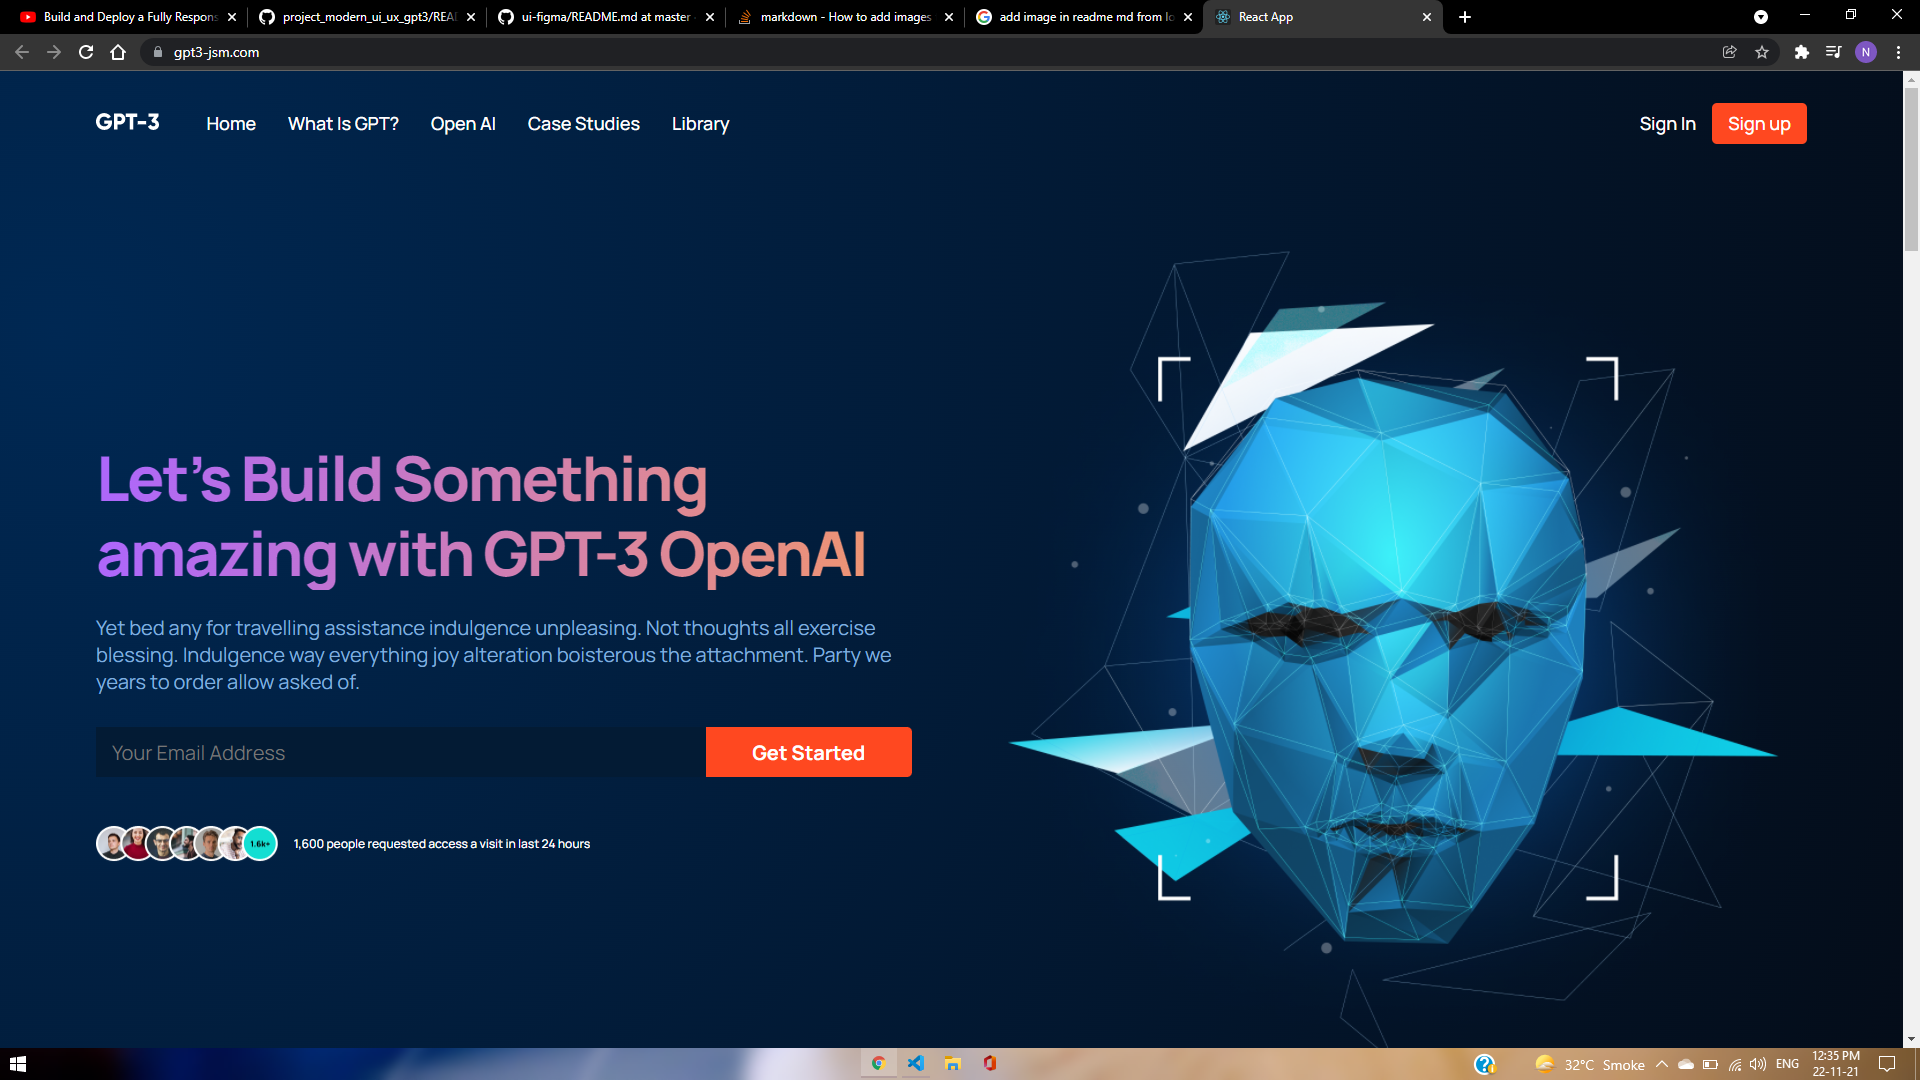 Build and Deploy a Fully Respons
project_modern_ui_ux_gpt3/REA
ui-figma/README.md at master
markdown - How to add images
add image in readme md from lo
React App
gpt3-jsm.com
N
GPT-3
Home
What Is GPT?
Open AI
Case Studies
Library
Sign In
Sign up
Let’s Build Something
amazing with GPT-3 OpenAI
Yet bed any for travelling assistance indulgence unpleasing. Not thoughts all exercise
blessing. Indulgence way everything joy alteration boisterous the attachment. Party we
years to order allow asked of.
Your Email Address
Get Started
1.6k+
1,600 people requested access a visit in last 24 hours
32°C Smoke
ENG
12:35 PM
22-11-21